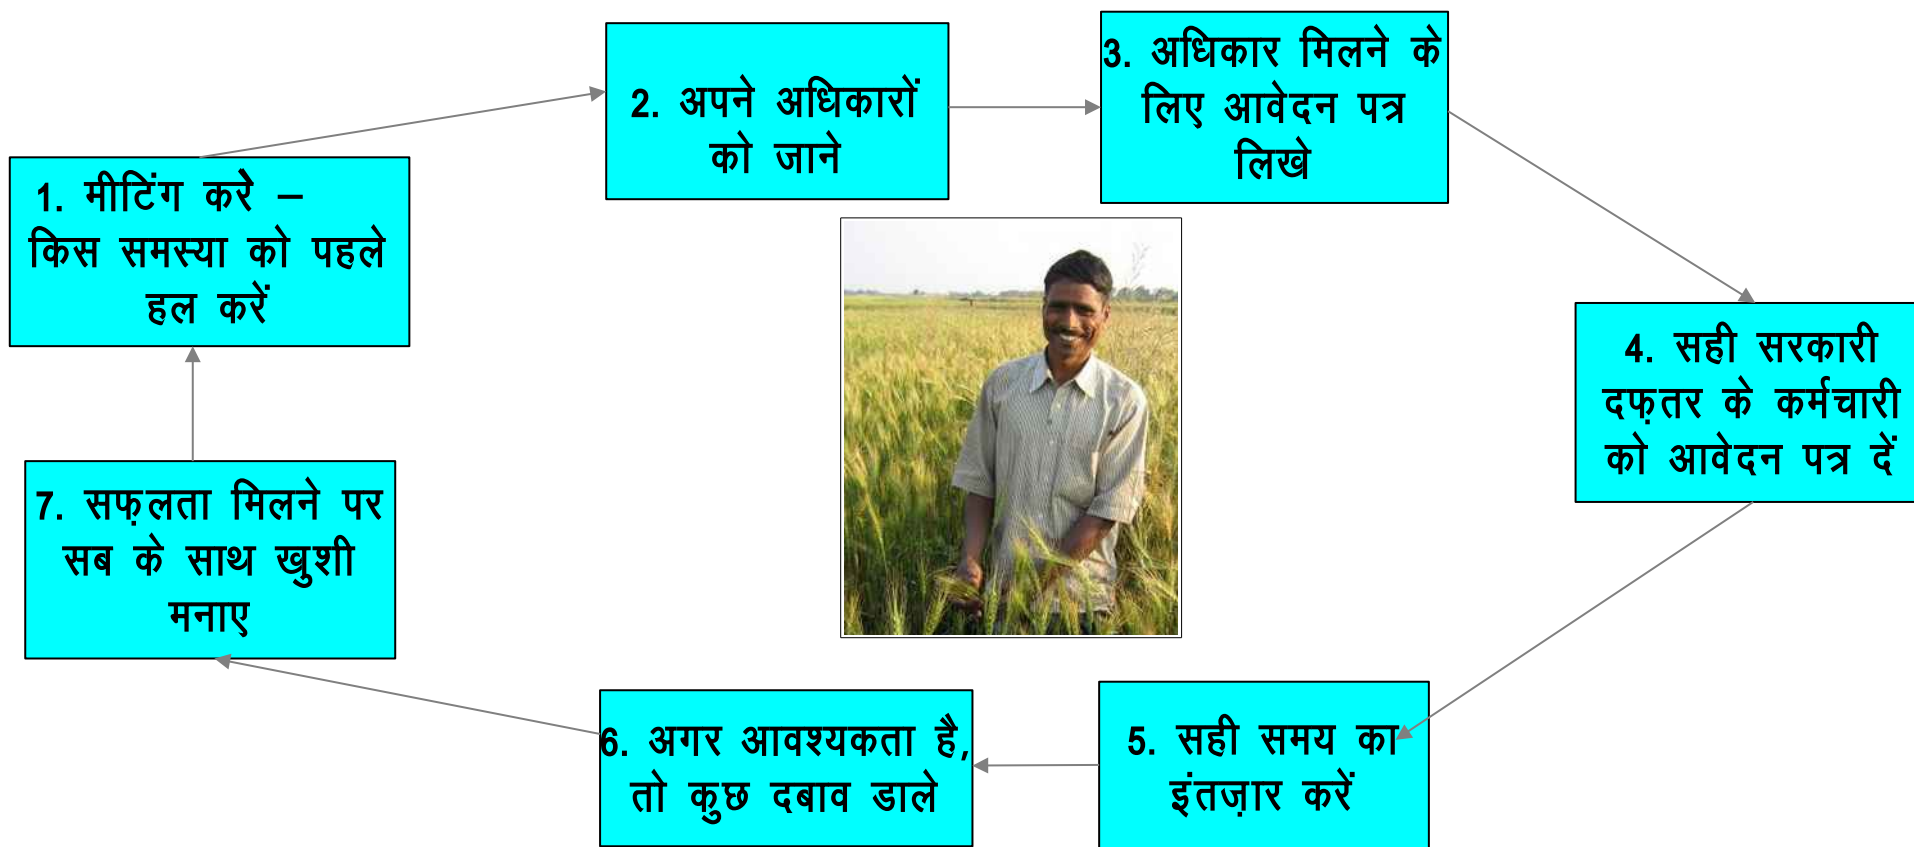 1. मीटिंग करेे –
किस समस्या को पहले
हल करें
2. अपने अधिकारों
को जाने
3. अधिकार मिलने के
लिए आवेदन पत्र
लिखे
4. सही सरकारी
दफ़तर के कर्मचारी
को आवेदन पत्र दें
5. सही समय का
इंतज़ार करें
6. अगर आवश्यकता है,
तो कुछ दबाव डाले
7. सफ़लता मिलने पर
सब के साथ खुशी
मनाए